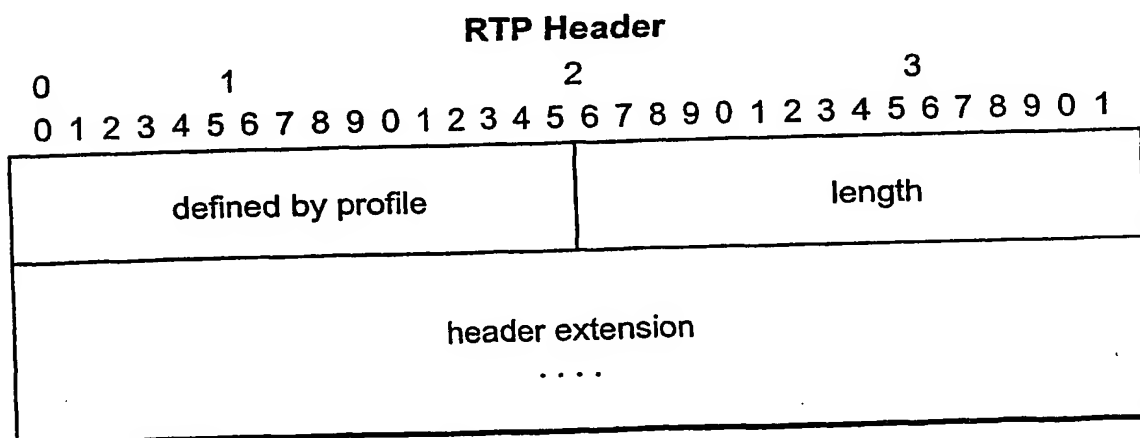 RTP Header
0 1 2 3
0 1 2 3 4 5 6 7 8 9 0 1 2 3 4 5 6 7 8 9 0 1 2 3 4 5 6 7 8 9 0 1
defined by profile length
header extension
. . . .